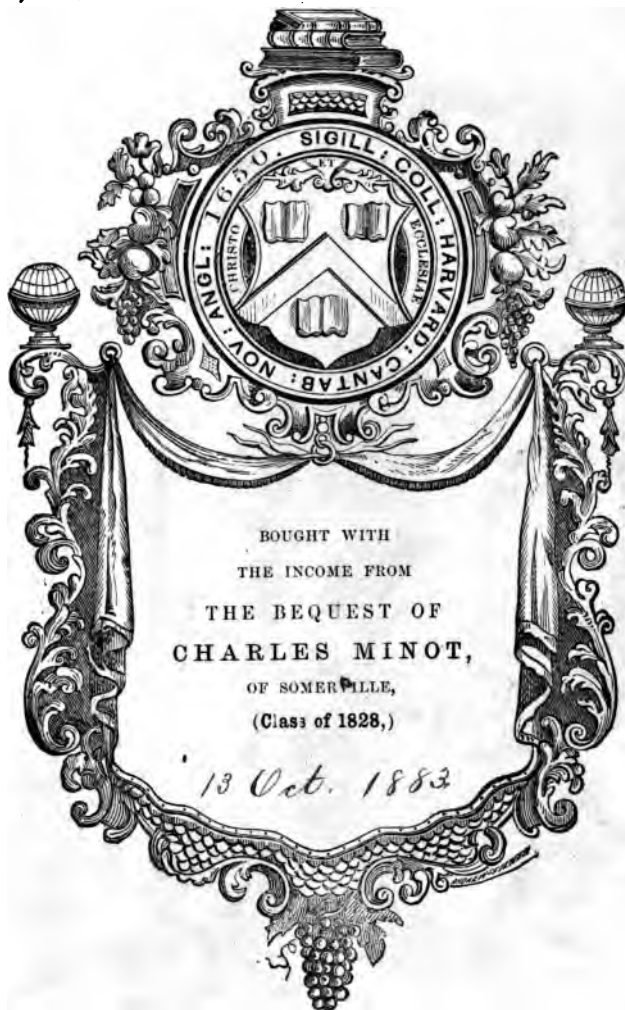 SIGILL: COLL: HARVARD: CANTAB: NOV: ANGL: 1650.
ET
CHRISTO
ECCLESIAE
BOUGHT WITH
THE INCOME FROM
THE BEQUEST OF
CHARLES MINOT,
OF SOMERVILLE,
(Class of 1828,)
13 Oct. 1883